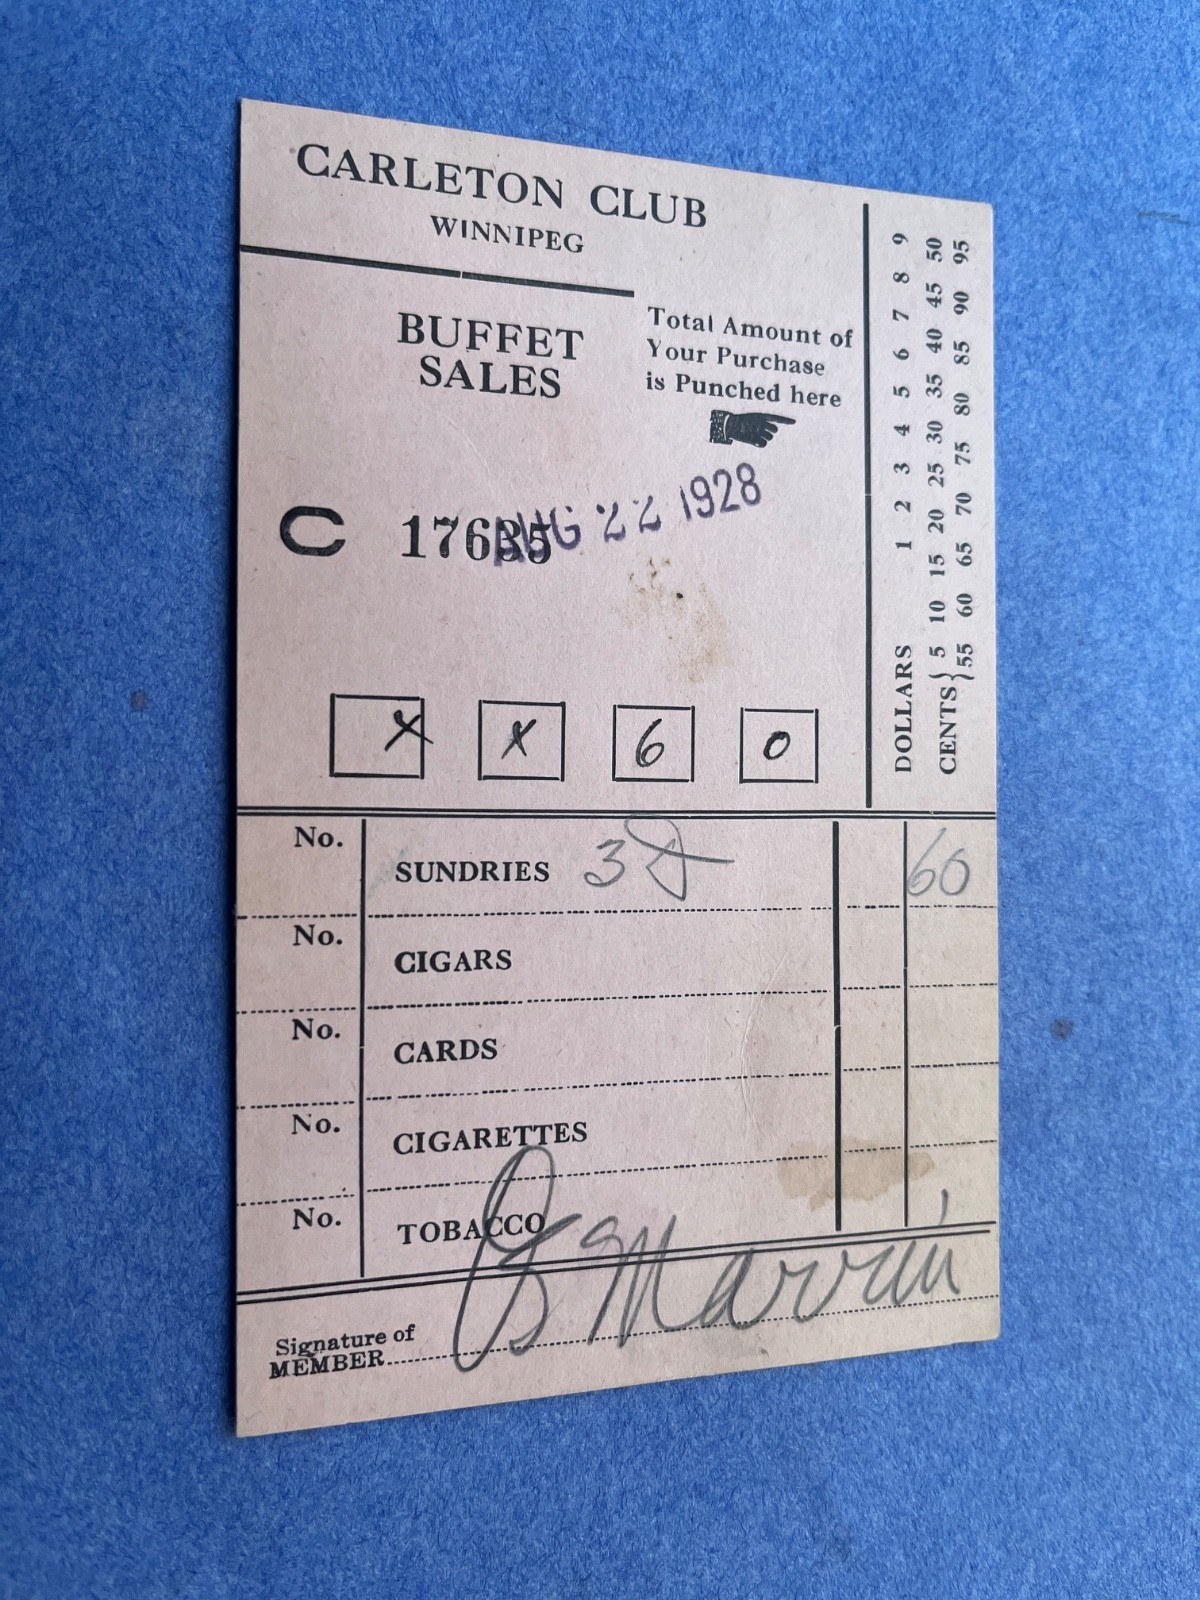 CARLETON CLUB
WINNIPEG
BUFFET
SALES
Total Amount of
Your Purchase
is Punched here
C 17635
AUG 22 1928
X X 6 0
DOLLARS 1 2 3 4 5 6 7 8 9
CENTS { 5 10 15 20 25 30 35 40 45 50
55 60 65 70 75 80 85 90 95
No. SUNDRIES 3 60
No. CIGARS
No. CARDS
No. CIGARETTES
No. TOBACCO
Signature of
MEMBER